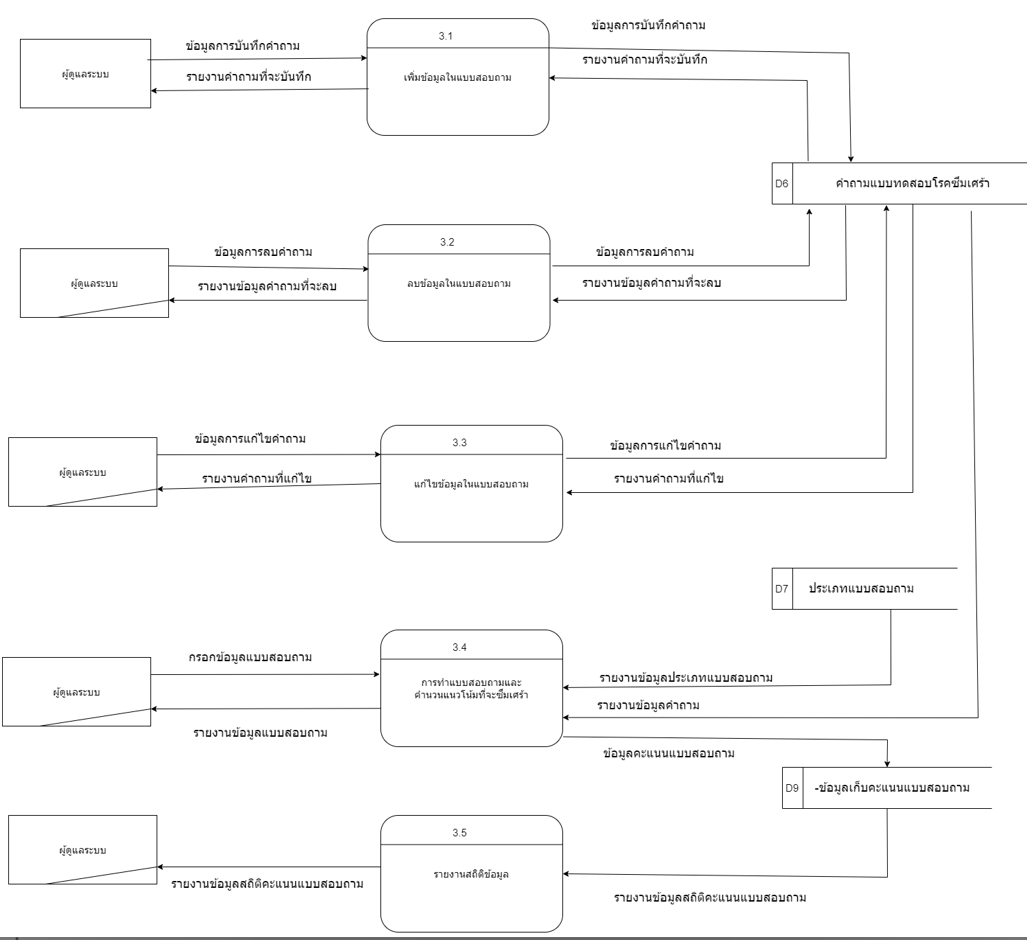 ข้อมูลการบันทึกคำถาม
3.1
ข้อมูลการบันทึกคำถาม
รายงานคำถามที่จะบันทึก
ผู้ดูแลระบบ
รายงานคำถามที่จะบันทึก
เพิ่มข้อมูลในแบบสอบถาม
D6
คำถามแบบทดสอบโรคซึมเศร้า
3.2
ข้อมูลการลบคำถาม
ข้อมูลการลบคำถาม
ผู้ดูแลระบบ
รายงานข้อมูลคำถามที่จะลบ
ลบข้อมูลในแบบสอบถาม
รายงานข้อมูลคำถามที่จะลบ
ข้อมูลการแก้ไขคำถาม
3.3
ข้อมูลการแก้ไขคำถาม
ผู้ดูแลระบบ
รายงานคำถามที่แก้ไข
แก้ไขข้อมูลในแบบสอบถาม
รายงานคำถามที่แก้ไข
D7
ประเภทแบบสอบถาม
3.4
กรอกข้อมูลแบบสอบถาม
รายงานข้อมูลประเภทแบบสอบถาม
ผู้ดูแลระบบ
การทำแบบสอบถามและ
คำนวนแนวโน้มที่จะซึมเศร้า
รายงานข้อมูลคำถาม
รายงานข้อมูลแบบสอบถาม
ข้อมูลคะแนนแบบสอบถาม
D9
-ข้อมูลเก็บคะแนนแบบสอบถาม
3.5
ผู้ดูแลระบบ
รายงานสถิติข้อมูล
รายงานข้อมูลสถิติคะแนนแบบสอบถาม
รายงานข้อมูลสถิติคะแนนแบบสอบถาม